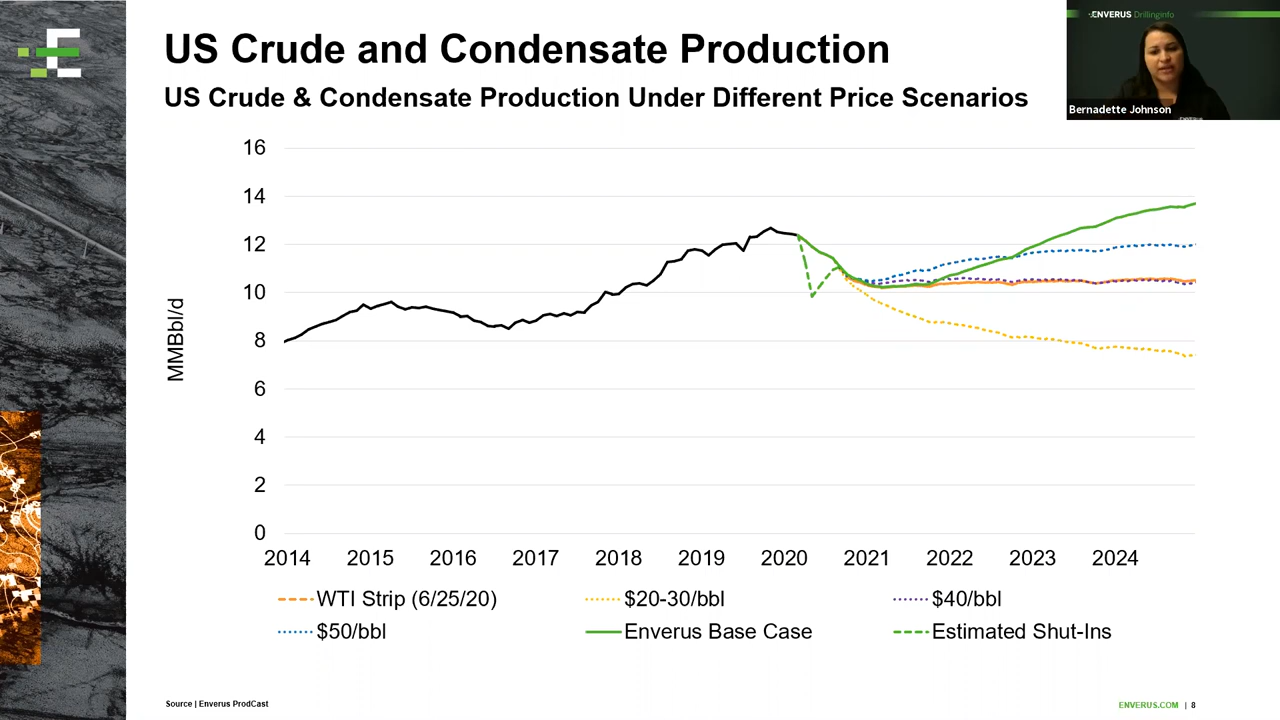 US Crude and Condensate Production
US Crude & Condensate Production Under Different Price Scenarios
ENVERUS Drillinginfo
Bernadette Johnson
ENVERUS
MMBbl/d
16
14
12
10
8
6
4
2
0
2014 2015 2016 2017 2018 2019 2020 2021 2022 2023 2024
WTI Strip (6/25/20) $20-30/bbl $40/bbl
$50/bbl Enverus Base Case Estimated Shut-Ins
Source | Enverus ProdCast
ENVERUS.COM | 8